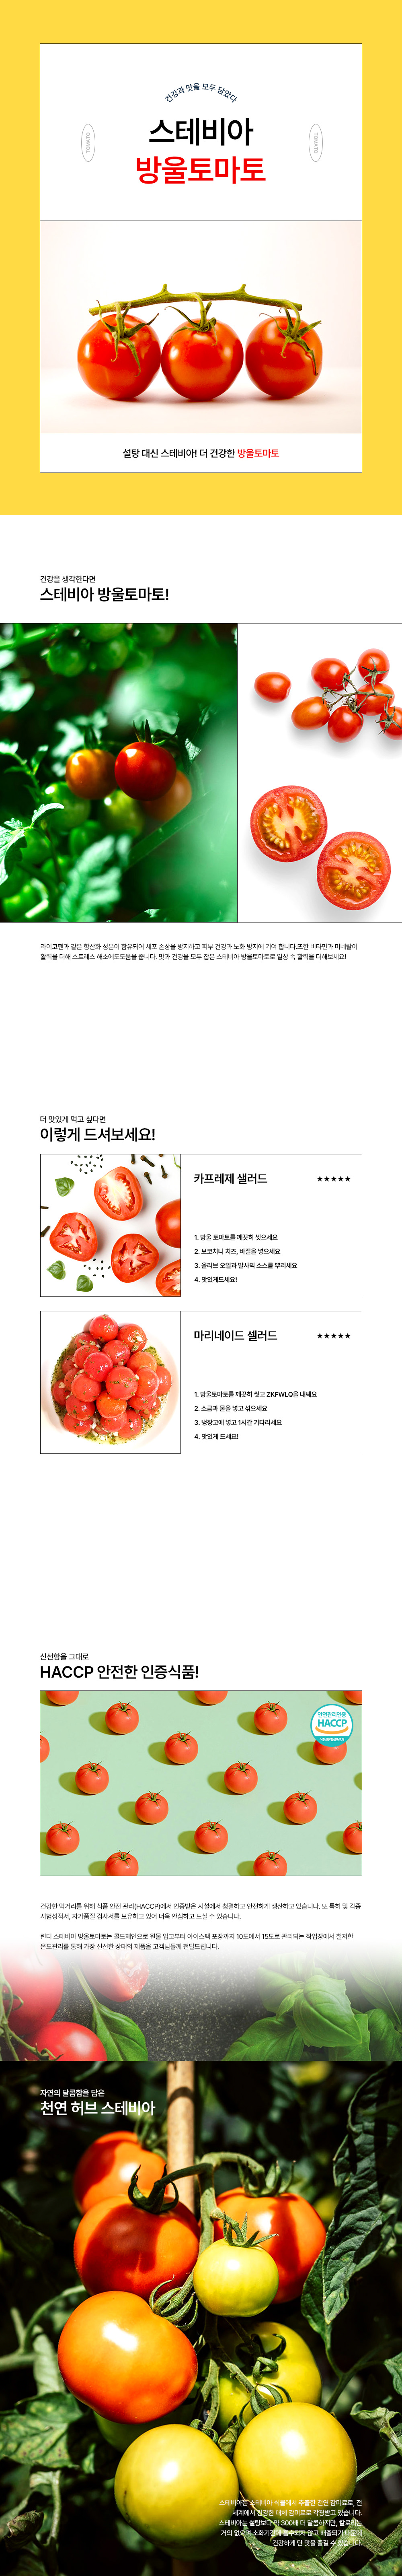 건강과 맛을 모두 담았다
스테비아
방울토마토
TOMATO
TOMATO
설탕 대신 스테비아! 더 건강한 방울토마토
건강을 생각한다면
스테비아 방울토마토!
라이코펜과 같은 항산화 성분이 함유되어 세포 손상을 방지하고 피부 건강과 노화 방지에 기여 합니다.또한 비타민과 미네랄이
활력을 더해 스트레스 해소에도도움을 줍니다. 맛과 건강을 모두 잡은 스테비아 방울토마토로 일상 속 활력을 더해보세요!
더 맛있게 먹고 싶다면
이렇게 드셔보세요!
카프레제 샐러드
★★★★★
1. 방울 토마토를 깨끗히 씻으세요
2. 보코치니 치즈, 바질을 넣으세요
3. 올리브 오일과 발사믹 소스를 뿌리세요
4. 맛있게드세요!
마리네이드 셀러드
★★★★★
1. 방울토마토를 깨끗히 씻고 ZKFWLQ을 내세요
2. 소금과 물을 넣고 섞으세요
3. 냉장고에 넣고 1시간 기다리세요
4. 맛있게 드세요!
신선함을 그대로
HACCP 안전한 인증식품!
안전관리인증
HACCP
식품의약품안전처
건강한 먹거리를 위해 식품 안전 관리(HACCP)에서 인증받은 시설에서 청결하고 안전하게 생산하고 있습니다. 또 특허 및 각종
시험성적서, 자가품질 검사서를 보유하고 있어 더욱 안심하고 드실 수 있습니다.
린디 스테비아 방울토마토는 콜드체인으로 원물 입고부터 아이스팩 포장까지 10도에서 15도로 관리되는 작업장에서 철저한
온도관리를 통해 가장 신선한 상태의 제품을 고객님들께 전달드립니다.
자연의 달콤함을 담은
천연 허브 스테비아
스테비아는 스테비아 식물에서 추출한 천연 감미료로, 전
세계에서 건강한 대체 감미료로 각광받고 있습니다.
스테비아는 설탕보다 약 300배 더 달콤하지만, 칼로리는
거의 없으며 소화기관에 흡수되지 않고 배출되기 때문에
건강하게 단 맛을 즐길 수 있습니다.